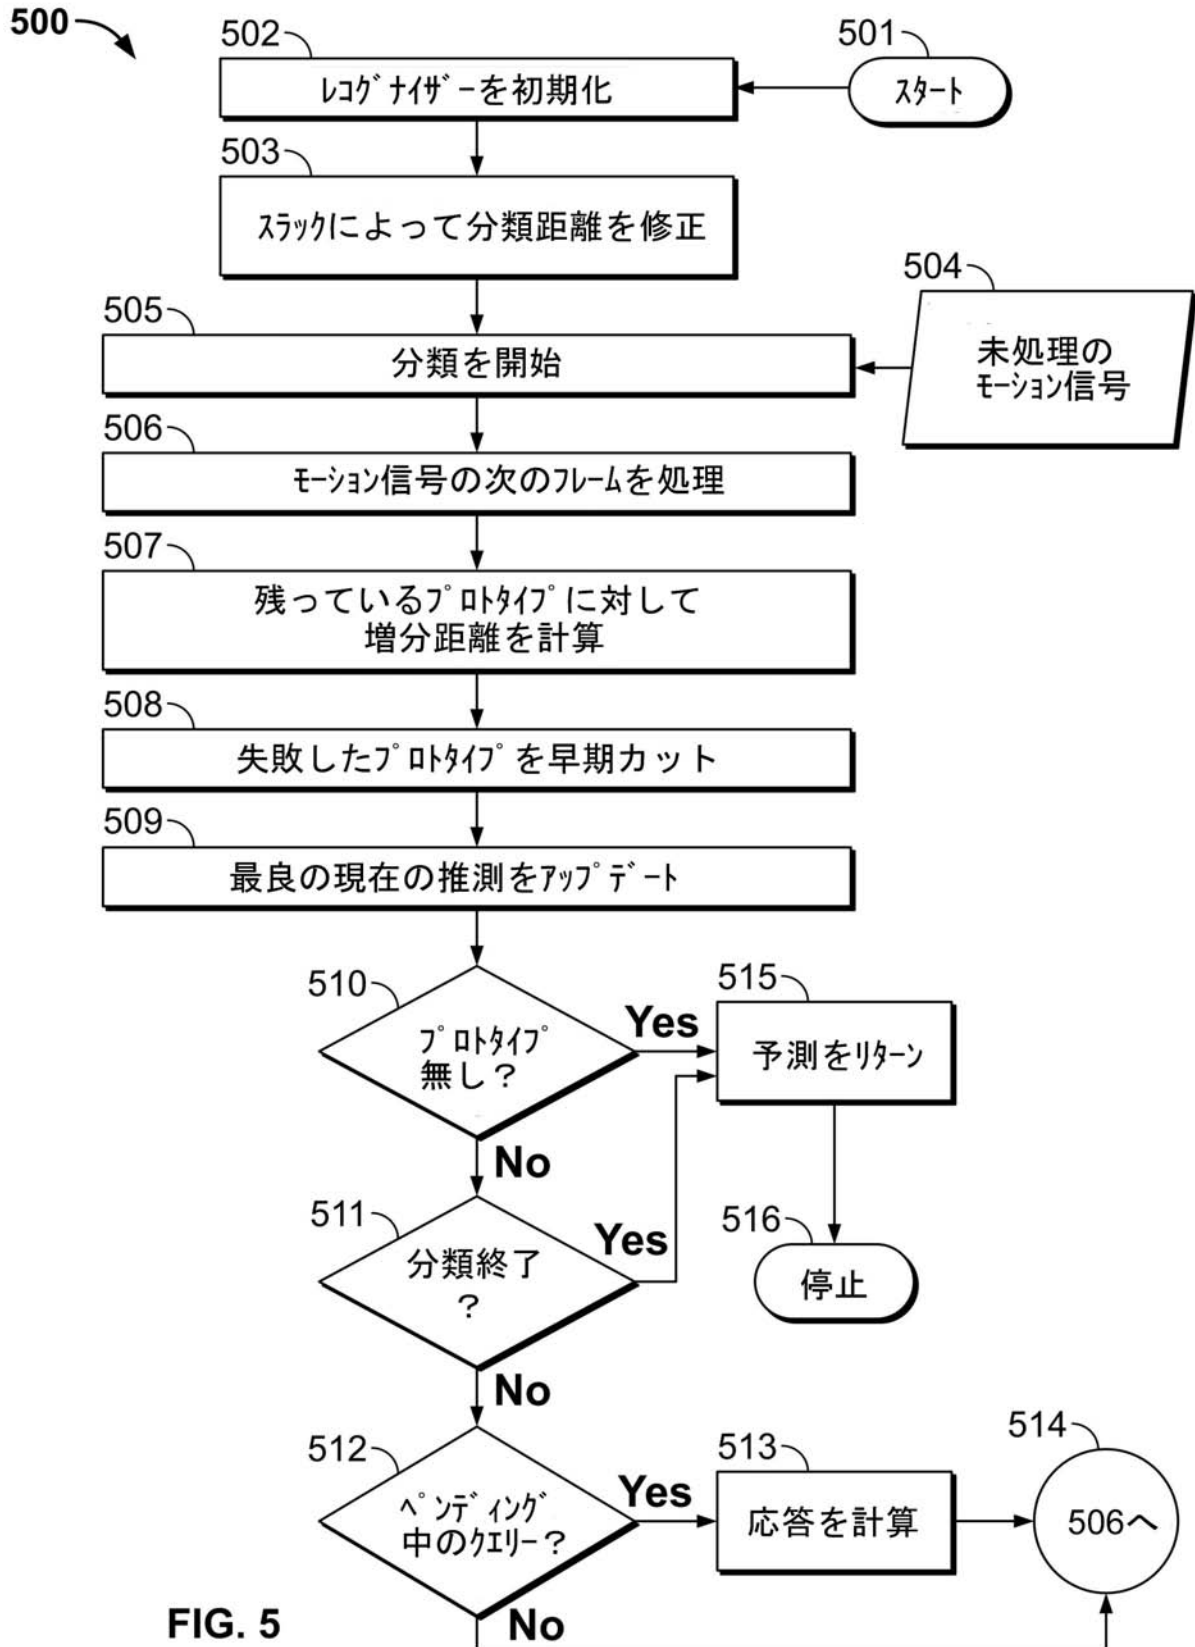 500
502
レコグナイザーを初期化
501
スタート
503
スラックによって分類距離を修正
504
未処理の
モーション信号
505
分類を開始
506
モーション信号の次のフレームを処理
507
残っているプロトタイプに対して
増分距離を計算
508
失敗したプロトタイプを早期カット
509
最良の現在の推測をアップデート
510
プロトタイプ
無し？
Yes
515
予測をリターン
No
511
分類終了
？
Yes
516
停止
No
512
ペンディング
中のクエリー？
Yes
513
応答を計算
514
506へ
No
FIG. 5